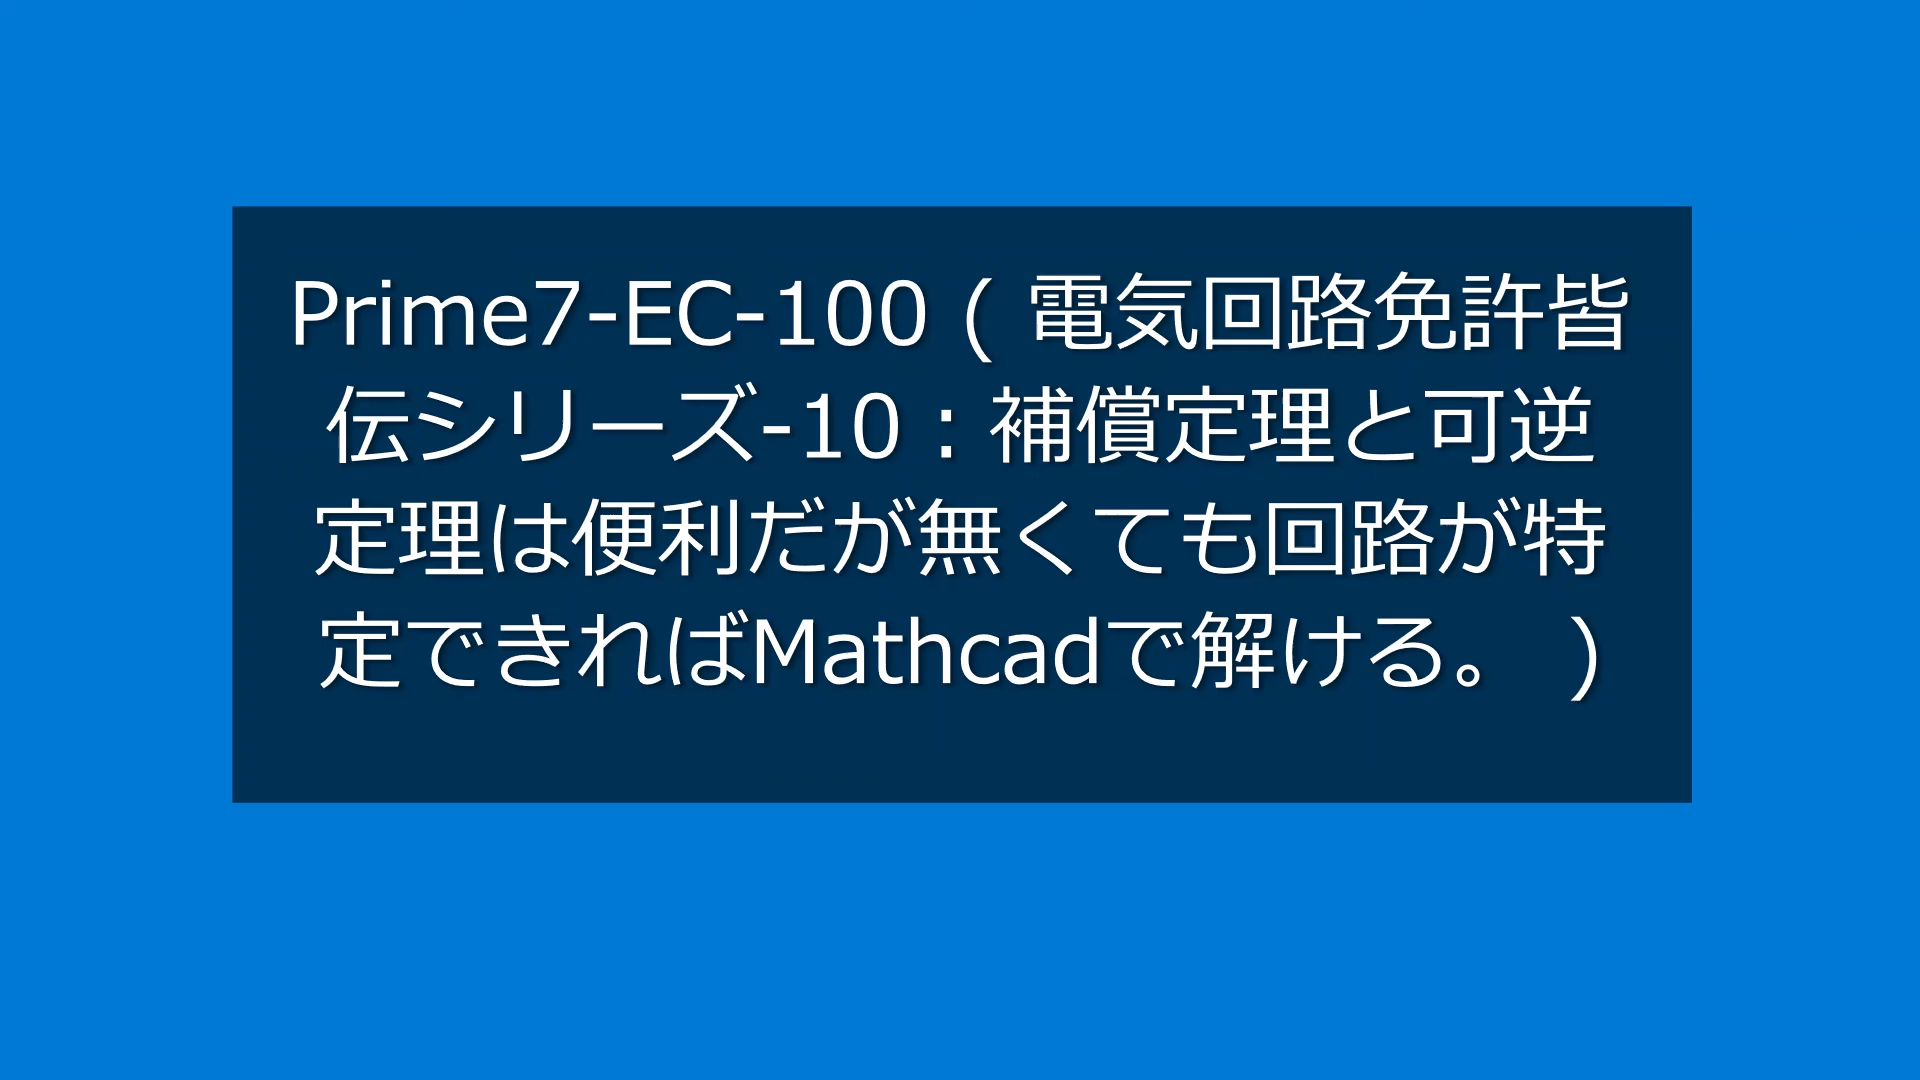 Prime7-EC-100 ( 電気回路免許皆
伝シリーズ-10：補償定理と可逆
定理は便利だが無くても回路が特
定できればMathcadで解ける。 )